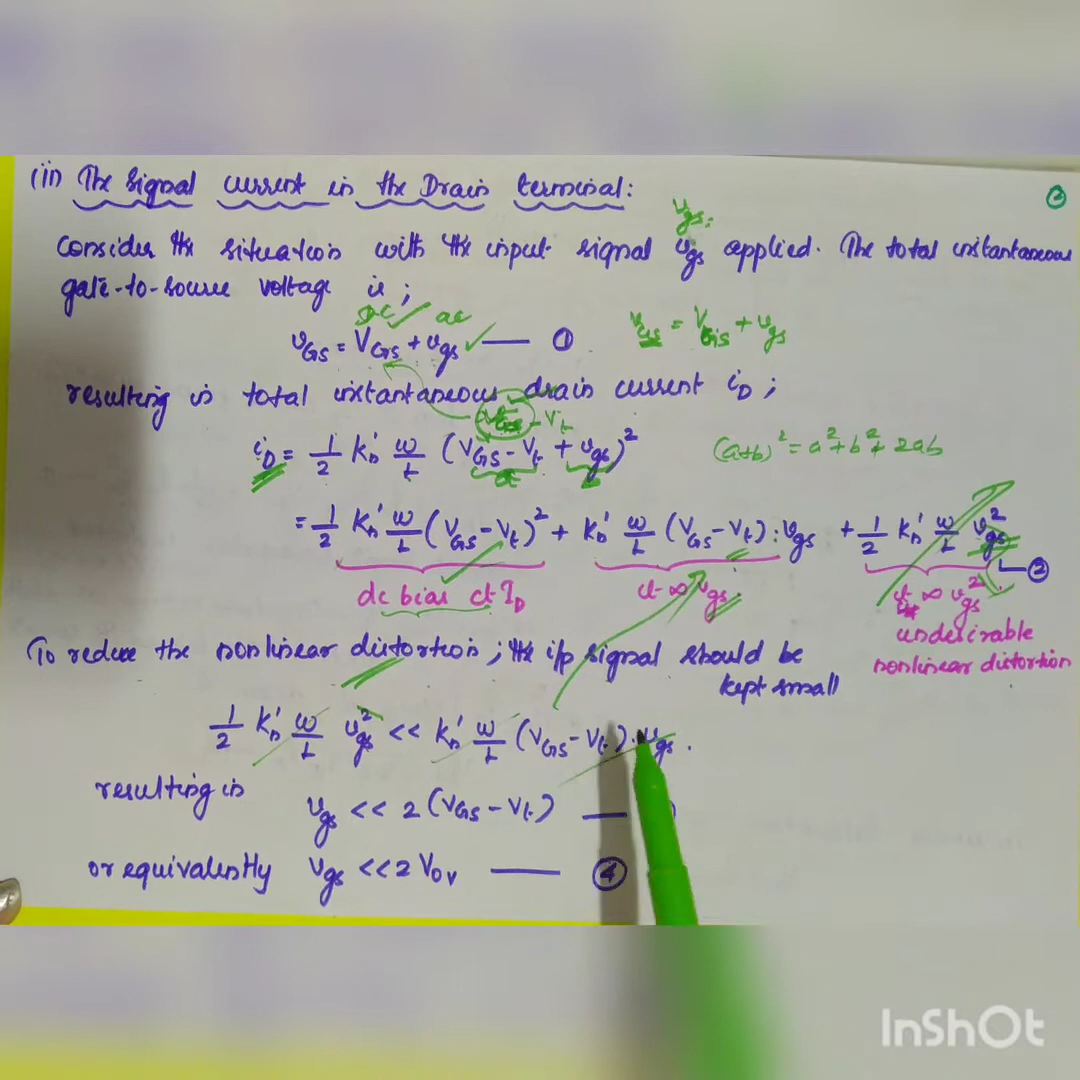 (ii) The Signal current in the Drain terminal:
②
vgs:
Consider the situation with the input signal vgs applied. The total instantaneous
gate-to-source voltage is;
DC ac
vGS = VGS + vgs —— ①
vGS = VGS + vgs
resulting in total instantaneous drain current iD;
vGS - Vt
iD = 1/2 Kn' W/L (VGS - Vt + vgs)²
(a+b)² = a² + b² + 2ab
= 1/2 Kn' W/L (VGS - Vt)² + Kn' W/L (VGS - Vt) . vgs + 1/2 Kn' W/L vgs² —②
dc bias ct ID
ct ∞ vgs.
ct ∞ vgs².
undesirable
nonlinear distortion
To reduce the nonlinear distortion; the i/p signal should be
kept small
1/2 Kn' W/L vgs² << Kn' W/L (VGS - Vt) . vgs.
resulting in
vgs << 2 (VGS - Vt) ——
or equivalently vgs << 2 VOV —— ④
InShOt